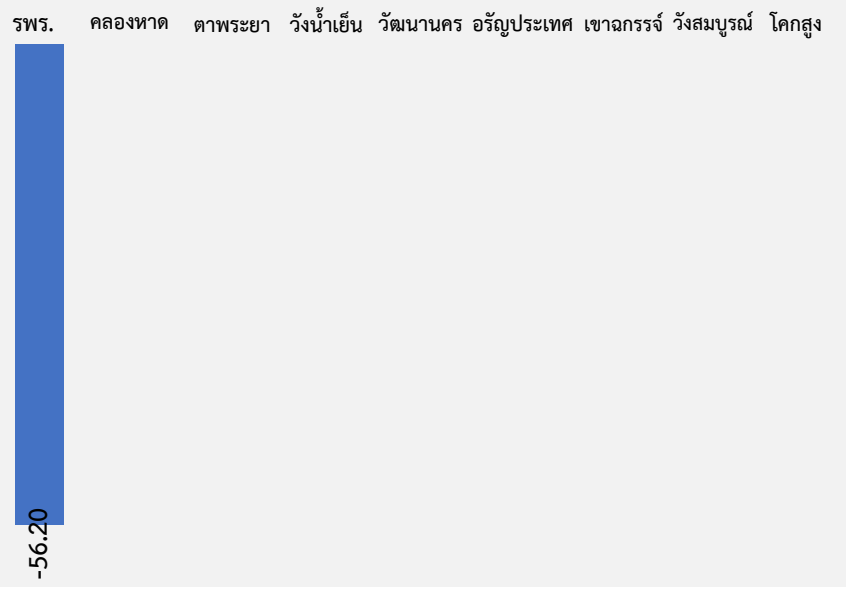 รพร. คลองหาด ตาพระยา วังน้ำเย็น วัฒนานคร อรัญประเทศ เขาฉกรรจ์ วังสมบูรณ์ โคกสูง
-56.20